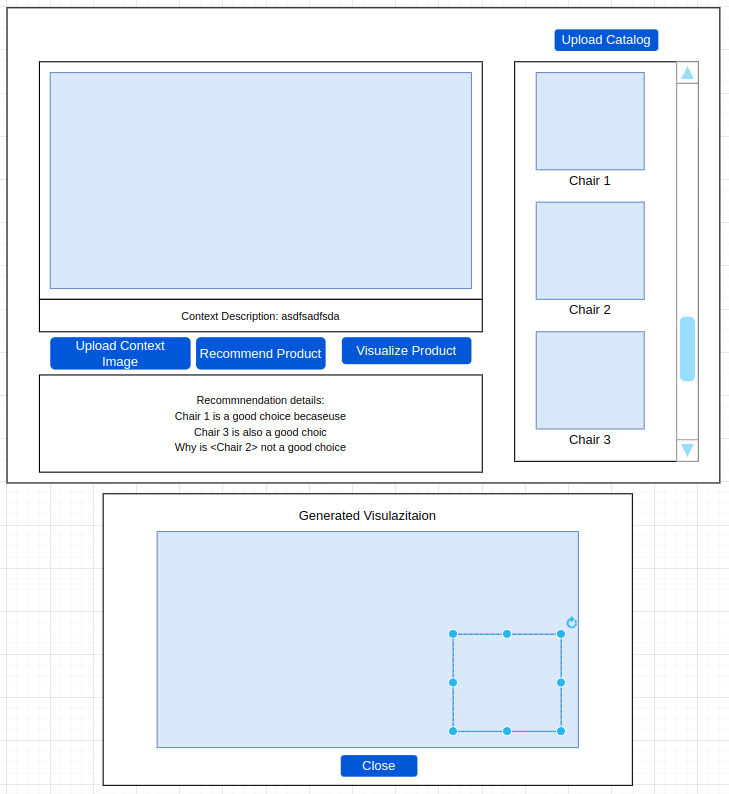 Upload Catalog
Chair 1
Chair 2
Chair 3
Context Description: asdfsadfsda
Upload Context
Image
Recommend Product
Visualize Product
Recommnendation details:
Chair 1 is a good choice becaseuse
Chair 3 is also a good choic
Why is <Chair 2> not a good choice
Generated Visulazitaion
Close